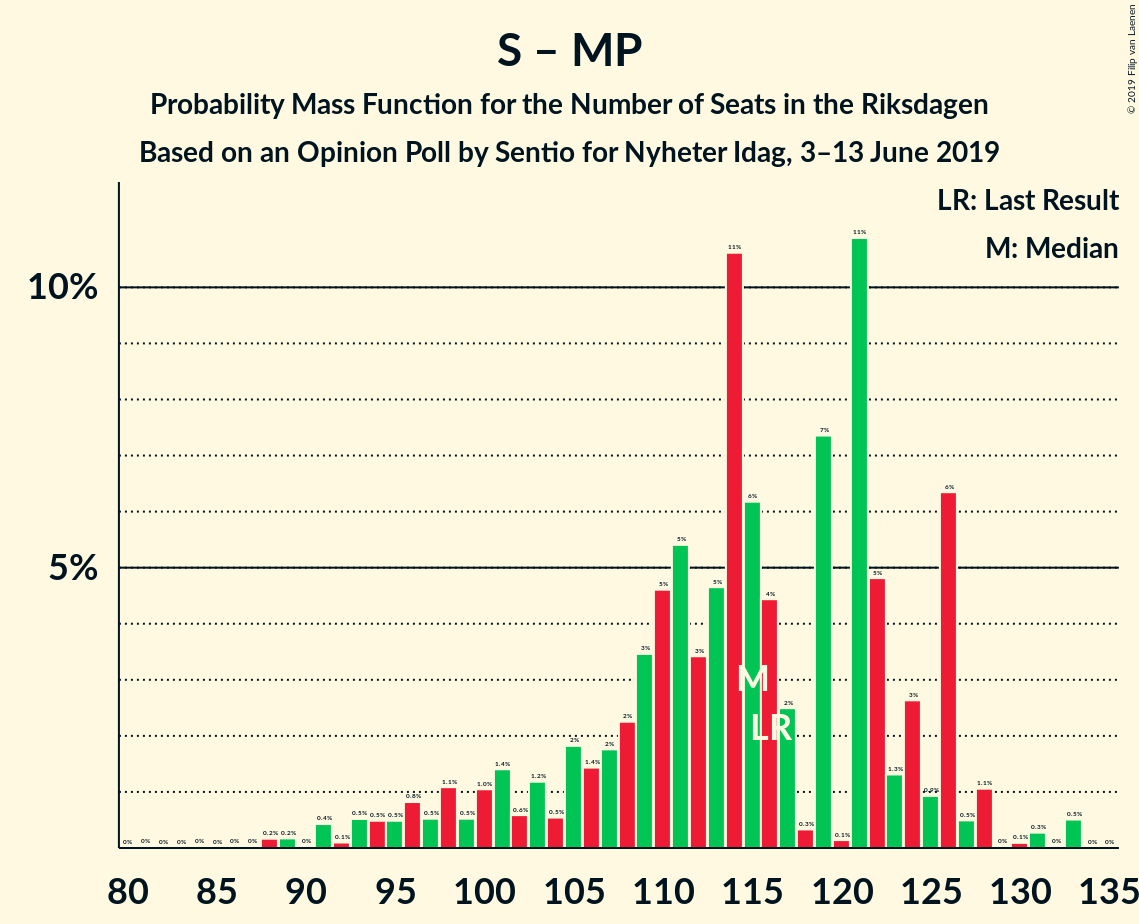 © 2019 Filip van Laenen
S – MP
Probability Mass Function for the Number of Seats in the Riksdagen
Based on an Opinion Poll by Sentio for Nyheter Idag, 3–13 June 2019
LR: Last Result
M: Median
10%
5%
0% 0% 0% 0% 0% 0% 0% 0% 0.2% 0.2% 0% 0.4% 0.1% 0.5% 0.5% 0.5% 0.8% 0.5% 1.1% 0.5% 1.0% 1.4% 0.6% 1.2% 0.5% 2% 1.4% 2% 2% 3% 5% 5% 3% 5% 11% 6% 4% 2% 0.3% 7% 0.1% 11% 5% 1.3% 3% 0.9% 6% 0.5% 1.1% 0% 0.1% 0.3% 0% 0.5% 0% 0%
M
LR
80 85 90 95 100 105 110 115 120 125 130 135